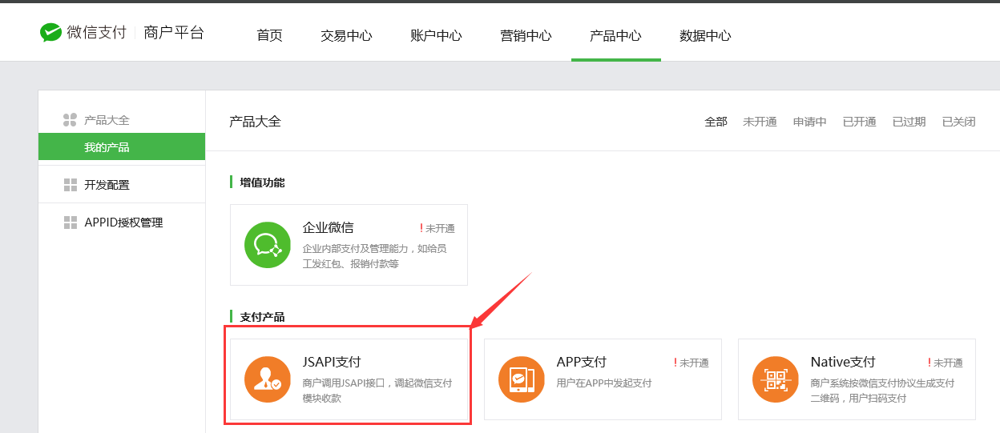 微信支付 商户平台 首页 交易中心 账户中心 营销中心 产品中心 数据中心
产品大全
我的产品
开发配置
APPID授权管理
产品大全 全部 未开通 申请中 已开通 已过期 已关闭
增值功能
企业微信 ! 未开通
企业内部支付及管理能力，如给员
工发红包、报销付款等
支付产品
JSAPI支付
商户调用JSAPI接口，调起微信支付
模块收款
APP支付 ! 未开通
用户在APP中发起支付
Native支付 ! 未开通
商户系统按微信支付协议生成支付
二维码，用户扫码支付